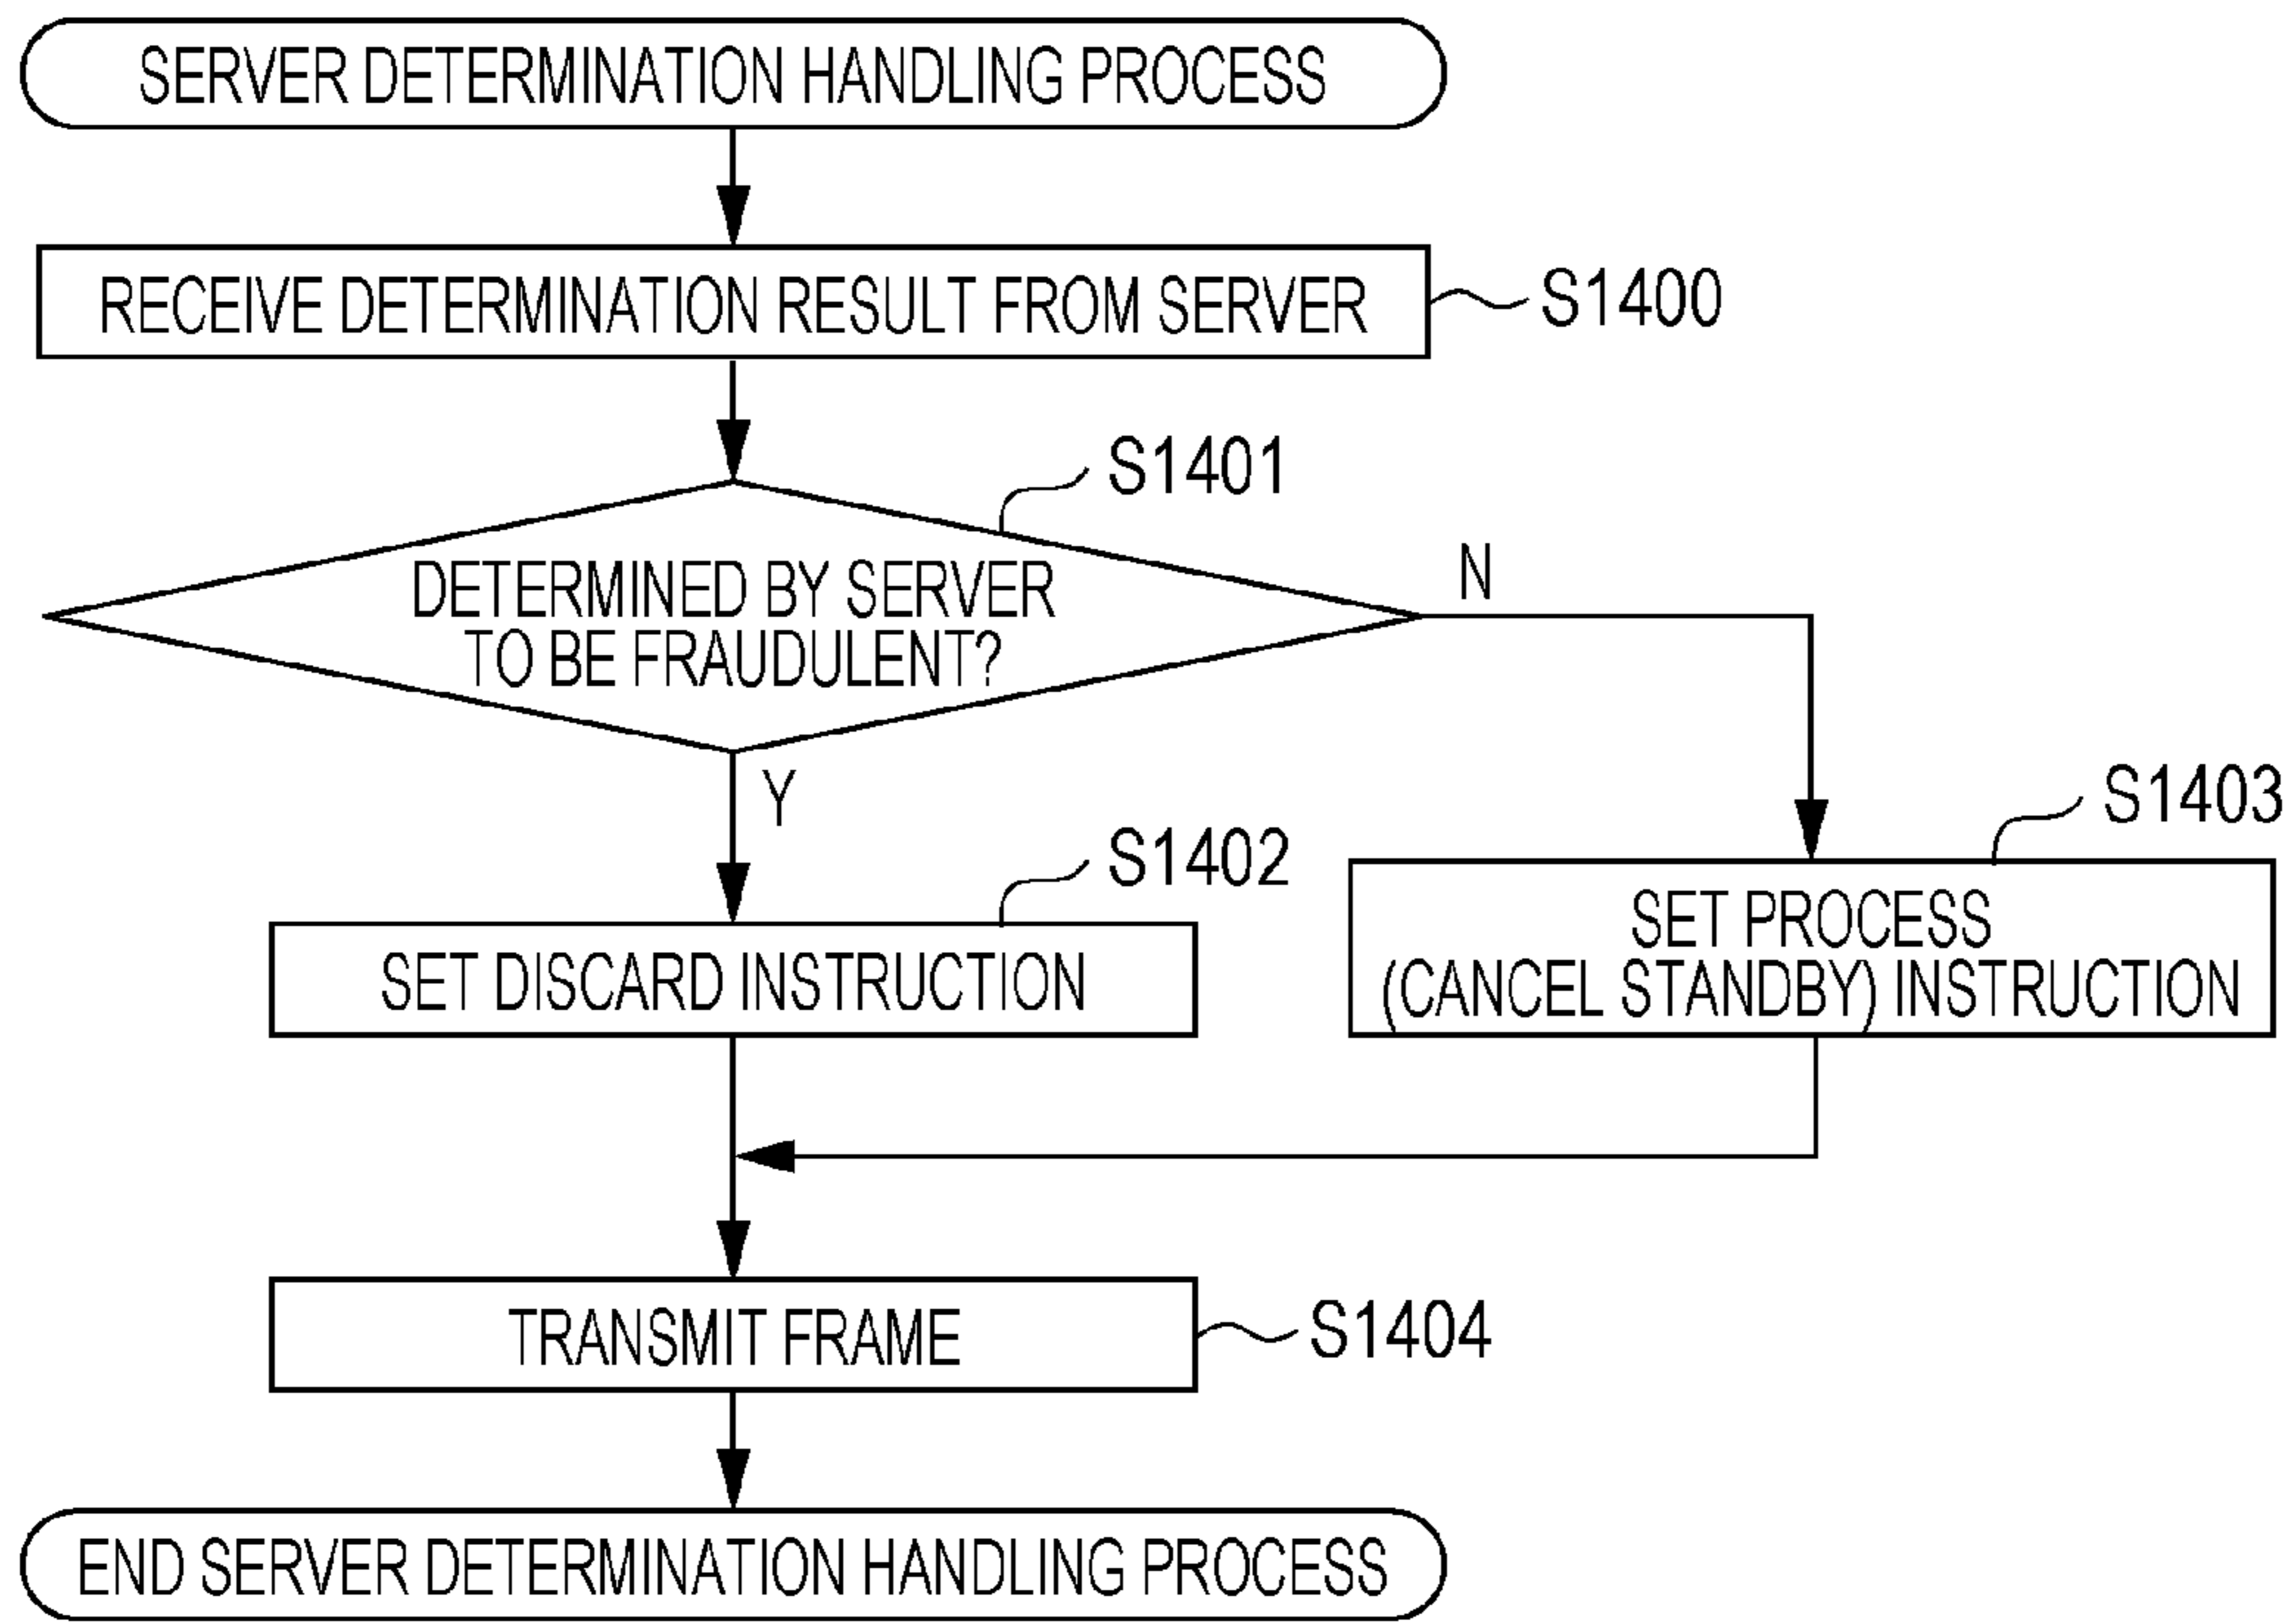 SERVER DETERMINATION HANDLING PROCESS
RECEIVE DETERMINATION RESULT FROM SERVER
S1400
S1401
DETERMINED BY SERVER
TO BE FRAUDULENT?
N
Y
S1402
SET DISCARD INSTRUCTION
S1403
SET PROCESS
(CANCEL STANDBY) INSTRUCTION
TRANSMIT FRAME
S1404
END SERVER DETERMINATION HANDLING PROCESS